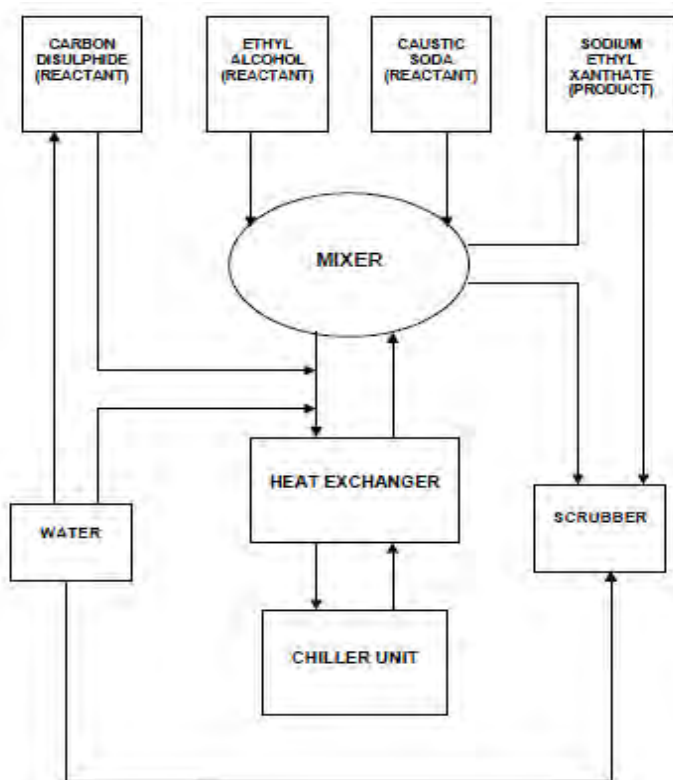 CARBON
DISULPHIDE
(REACTANT)
ETHYL
ALCOHOL
(REACTANT)
CAUSTIC
SODA
(REACTANT)
SODIUM
ETHYL
XANTHATE
(PRODUCT)
MIXER
HEAT EXCHANGER
WATER
SCRUBBER
CHILLER UNIT